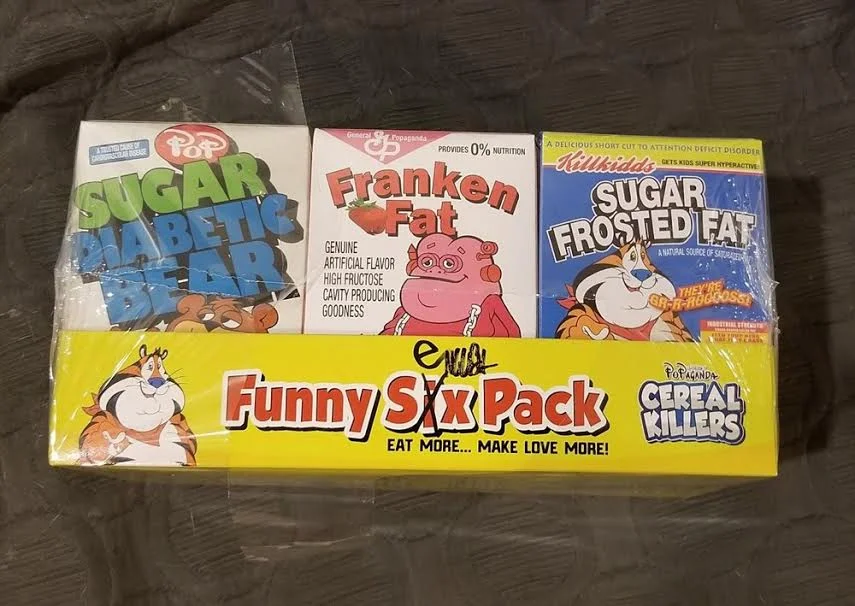 A TRUSTED CAUSE OF
CARDIOVASCULAR DISEASE
PoP
SUGAR
DIABETIC
BEAR
General GP Popaganda
PROVIDES 0% NUTRITION
Franken
Fat
GENUINE
ARTIFICIAL FLAVOR
HIGH FRUCTOSE
CAVITY PRODUCING
GOODNESS
A DELICIOUS SHORT CUT TO ATTENTION DEFICIT DISORDER
Killkidds GETS KIDS SUPER HYPERACTIVE
SUGAR
FROSTED FAT
A NATURAL SOURCE OF
THEY'RE
GR-R-ROOOOSS!
INDUSTRIAL STRENGTH
Funny Six Pack
e
EAT MORE... MAKE LOVE MORE!
POPAGANDA
CEREAL
KILLERS